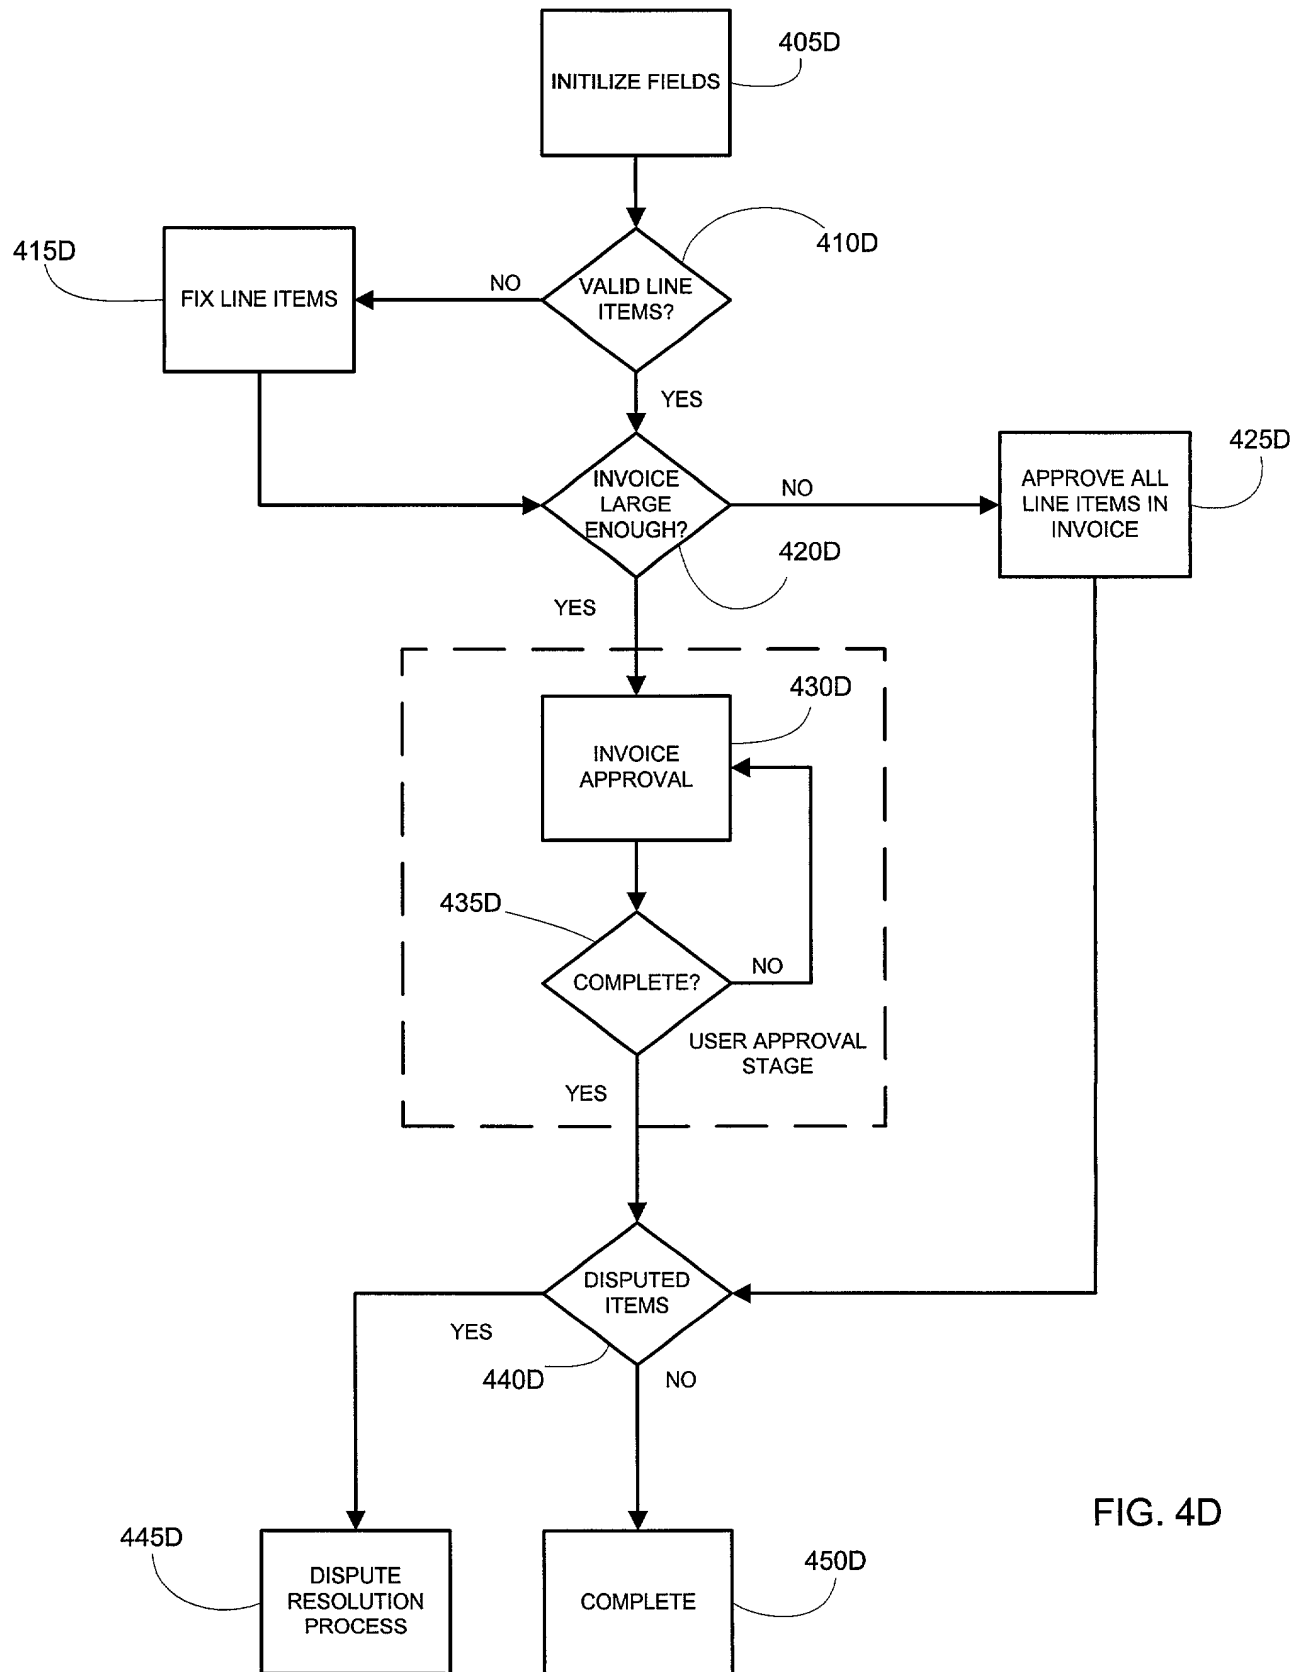 405D
INITILIZE FIELDS
410D
415D
NO
VALID LINE
ITEMS?
FIX LINE ITEMS
YES
425D
INVOICE
LARGE
ENOUGH?
NO
APPROVE ALL
LINE ITEMS IN
INVOICE
420D
YES
430D
INVOICE
APPROVAL
435D
COMPLETE?
NO
USER APPROVAL
STAGE
YES
DISPUTED
ITEMS
YES
440D
NO
FIG. 4D
445D
450D
DISPUTE
RESOLUTION
PROCESS
COMPLETE